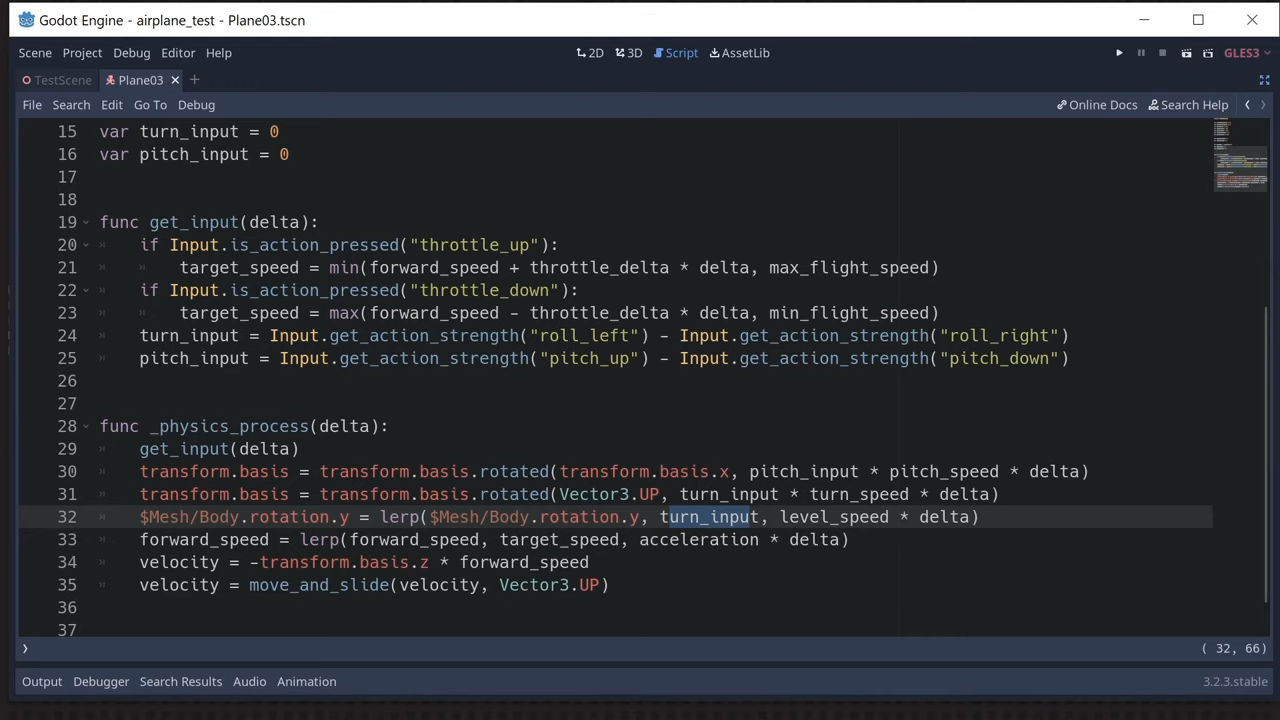 Godot Engine - airplane_test - Plane03.tscn
Scene Project Debug Editor Help 2D 3D Script AssetLib GLES3
TestScene Plane03
File Search Edit Go To Debug Online Docs Search Help
15 var turn_input = 0
16 var pitch_input = 0
17
18
19 func get_input(delta):
20 if Input.is_action_pressed("throttle_up"):
21 target_speed = min(forward_speed + throttle_delta * delta, max_flight_speed)
22 if Input.is_action_pressed("throttle_down"):
23 target_speed = max(forward_speed - throttle_delta * delta, min_flight_speed)
24 turn_input = Input.get_action_strength("roll_left") - Input.get_action_strength("roll_right")
25 pitch_input = Input.get_action_strength("pitch_up") - Input.get_action_strength("pitch_down")
26
27
28 func _physics_process(delta):
29 get_input(delta)
30 transform.basis = transform.basis.rotated(transform.basis.x, pitch_input * pitch_speed * delta)
31 transform.basis = transform.basis.rotated(Vector3.UP, turn_input * turn_speed * delta)
32 $Mesh/Body.rotation.y = lerp($Mesh/Body.rotation.y, turn_input, level_speed * delta)
33 forward_speed = lerp(forward_speed, target_speed, acceleration * delta)
34 velocity = -transform.basis.z * forward_speed
35 velocity = move_and_slide(velocity, Vector3.UP)
36
37
( 32, 66)
Output Debugger Search Results Audio Animation 3.2.3.stable